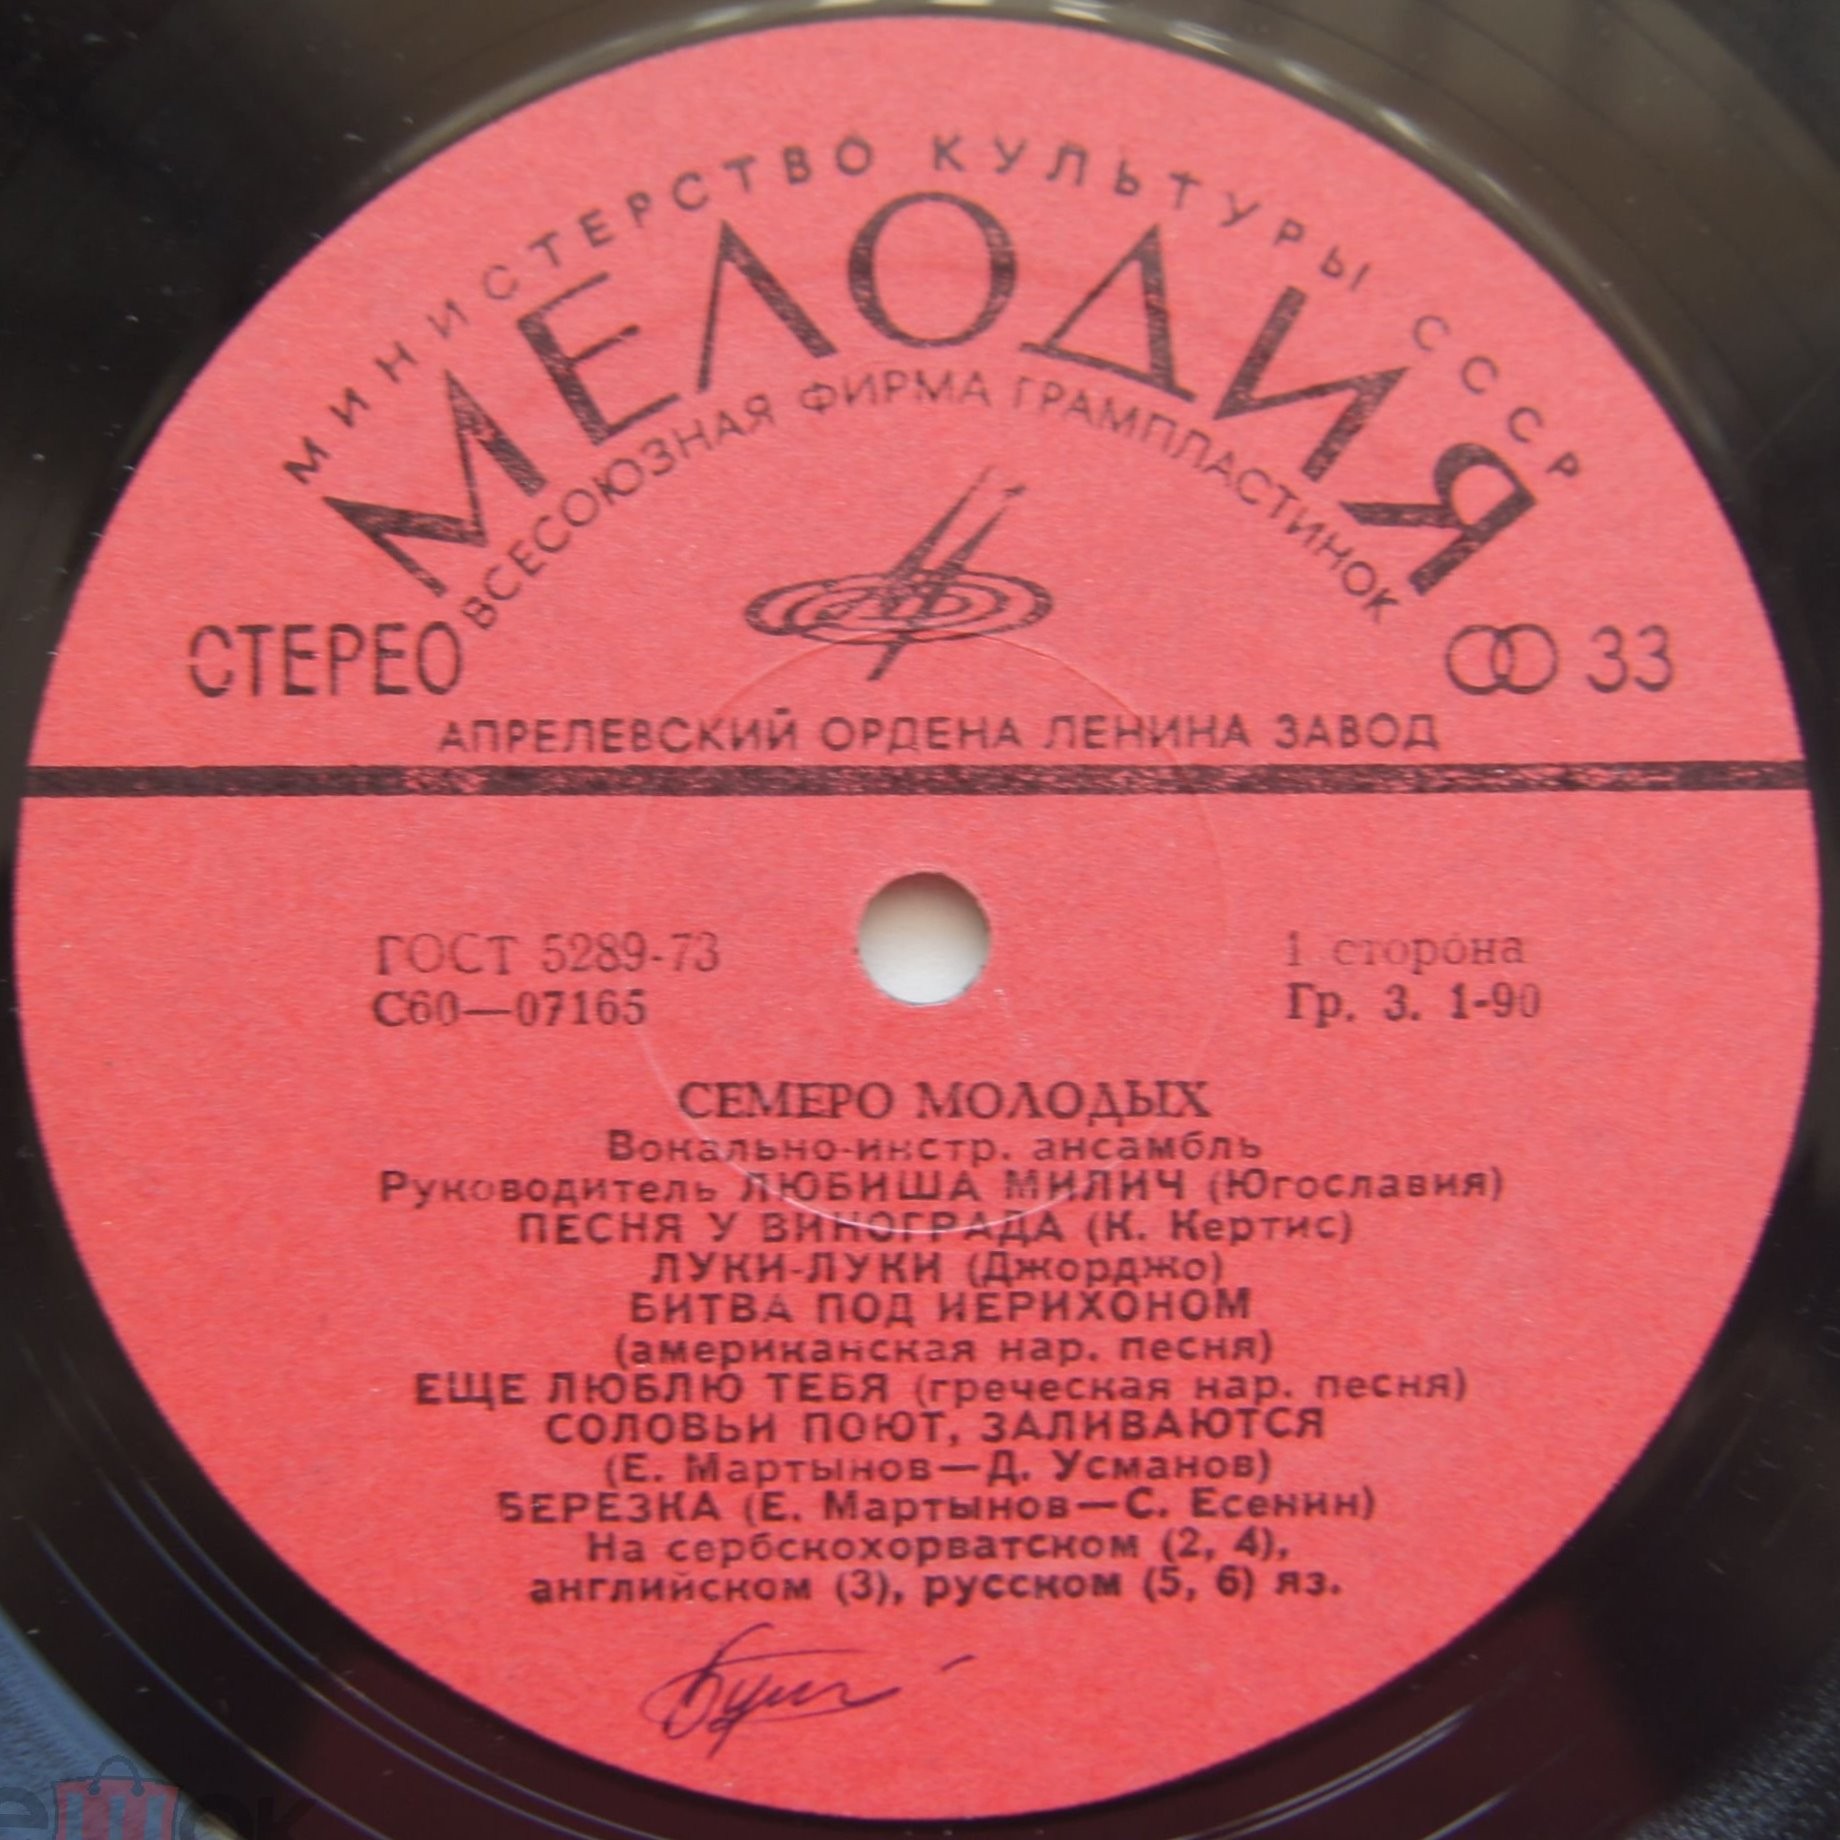 МИНИСТЕРСТВО КУЛЬТУРЫ СССР
МЕЛОДИЯ
ВСЕСОЮЗНАЯ ФИРМА ГРАМПЛАСТИНОК
СТЕРЕО 33
АПРЕЛЕВСКИЙ ОРДЕНА ЛЕНИНА ЗАВОД
ГОСТ 5289-73 1 сторона
С60—07165 Гр. 3. 1-90
СЕМЕРО МОЛОДЫХ
Вокально-инстр. ансамбль
Руководитель ЛЮБИША МИЛИЧ (Югославия)
ПЕСНЯ У ВИНОГРАДА (К. Кертис)
ЛУКИ-ЛУКИ (Джорджо)
БИТВА ПОД ИЕРИХОНОМ
(американская нар. песня)
ЕЩЕ ЛЮБЛЮ ТЕБЯ (греческая нар. песня)
СОЛОВЬИ ПОЮТ, ЗАЛИВАЮТСЯ
(Е. Мартынов—Д. Усманов)
БЕРЕЗКА (Е. Мартынов—С. Есенин)
На сербскохорватском (2, 4),
английском (3), русском (5, 6) яз.